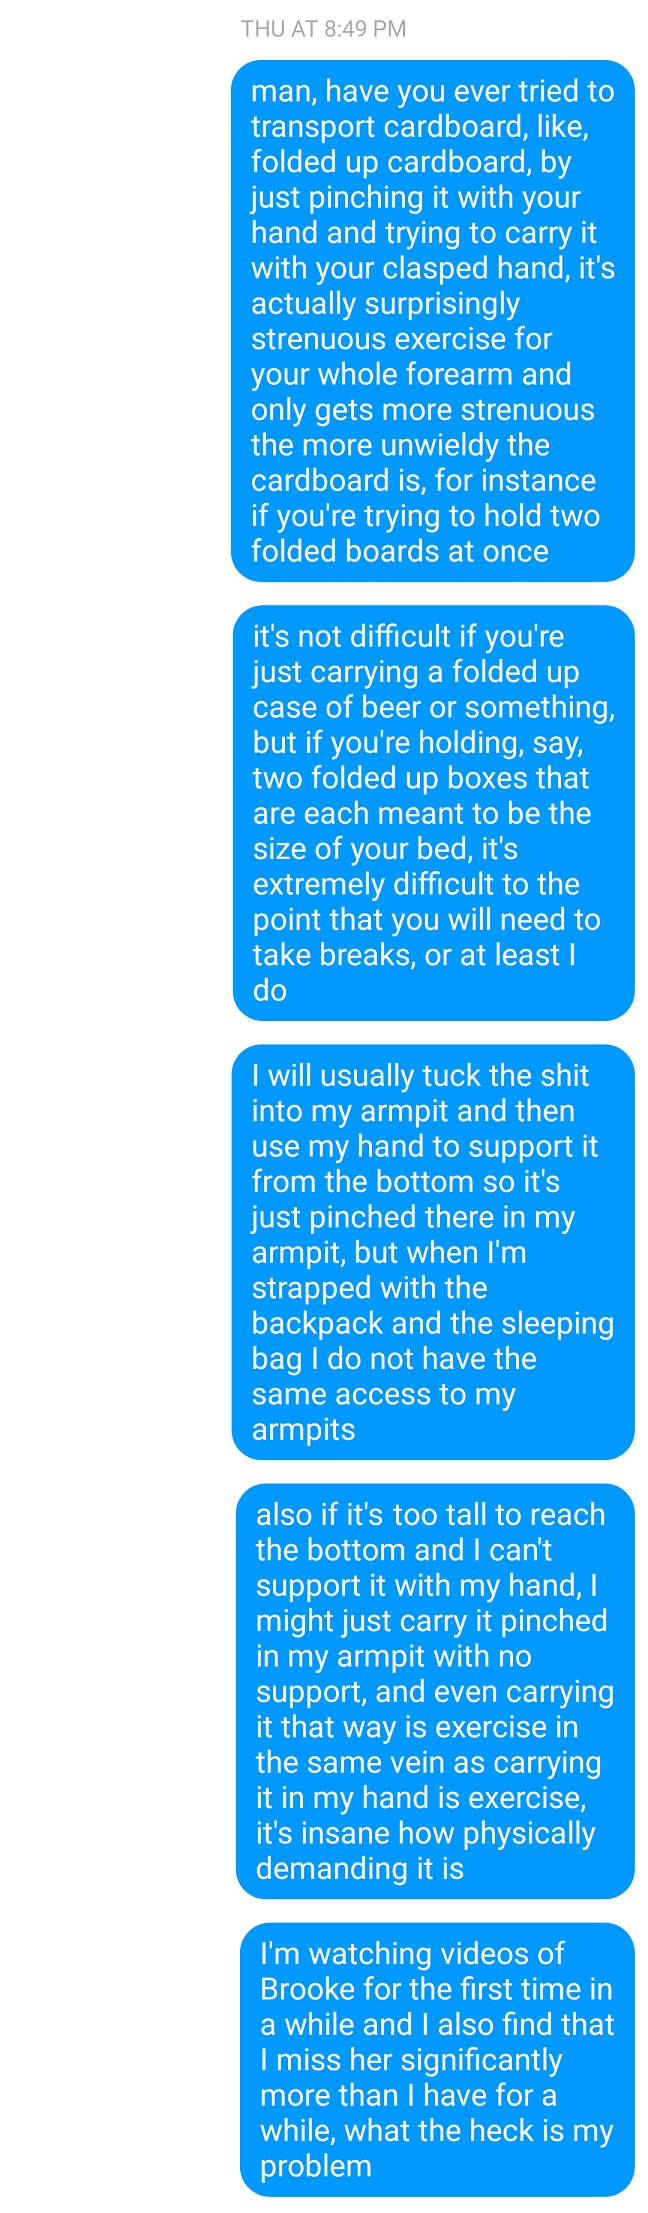 THU AT 8:49 PM
man, have you ever tried to
transport cardboard, like,
folded up cardboard, by
just pinching it with your
hand and trying to carry it
with your clasped hand, it's
actually surprisingly
strenuous exercise for
your whole forearm and
only gets more strenuous
the more unwieldy the
cardboard is, for instance
if you're trying to hold two
folded boards at once
it's not difficult if you're
just carrying a folded up
case of beer or something,
but if you're holding, say,
two folded up boxes that
are each meant to be the
size of your bed, it's
extremely difficult to the
point that you will need to
take breaks, or at least I
do
I will usually tuck the shit
into my armpit and then
use my hand to support it
from the bottom so it's
just pinched there in my
armpit, but when I'm
strapped with the
backpack and the sleeping
bag I do not have the
same access to my
armpits
also if it's too tall to reach
the bottom and I can't
support it with my hand, I
might just carry it pinched
in my armpit with no
support, and even carrying
it that way is exercise in
the same vein as carrying
it in my hand is exercise,
it's insane how physically
demanding it is
I'm watching videos of
Brooke for the first time in
a while and I also find that
I miss her significantly
more than I have for a
while, what the heck is my
problem